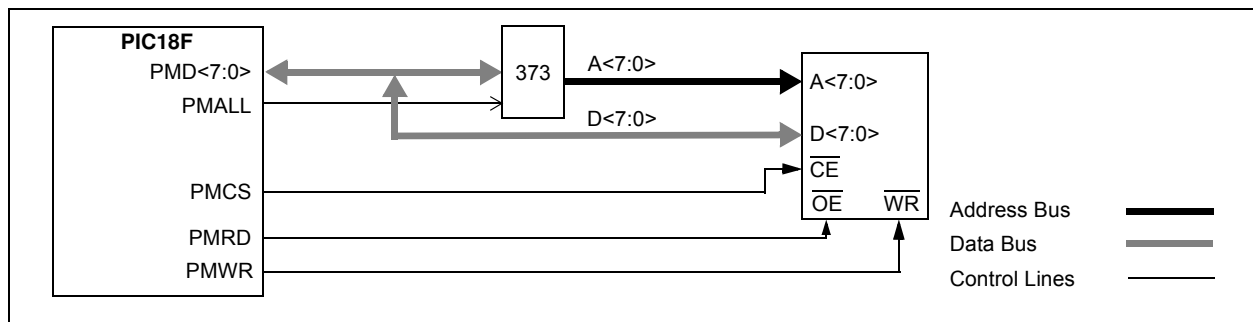 PIC18F
PMD<7:0>
373
A<7:0>
A<7:0>
PMALL
D<7:0>
D<7:0>
CE
PMCS
OE WR
Address Bus
PMRD
Data Bus
PMWR
Control Lines